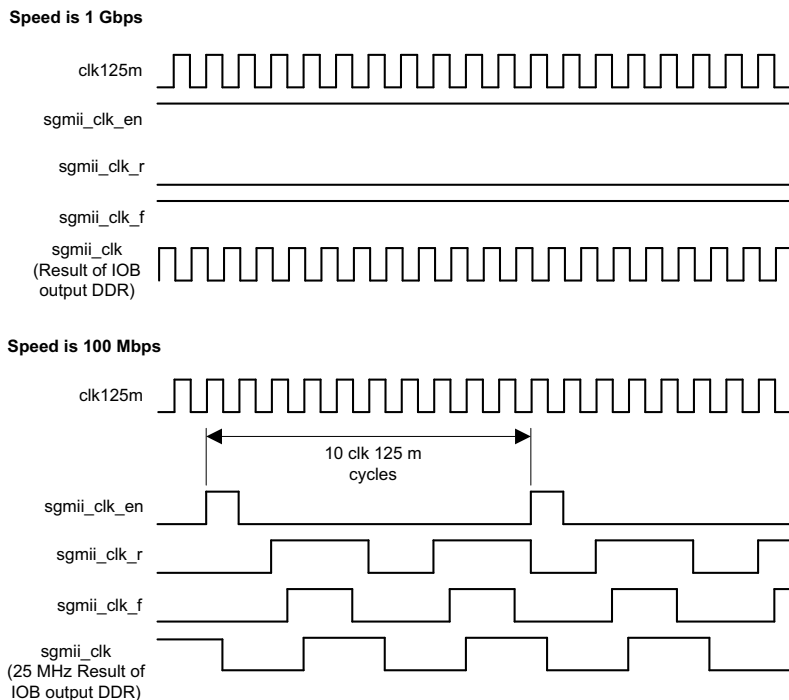 Speed is 1 Gbps
clk125m
sgmii_clk_en
sgmii_clk_r
sgmii_clk_f
sgmii_clk
(Result of IOB
output DDR)
Speed is 100 Mbps
clk125m
10 clk 125 m
cycles
sgmii_clk_en
sgmii_clk_r
sgmii_clk_f
sgmii_clk
(25 MHz Result of
IOB output DDR)